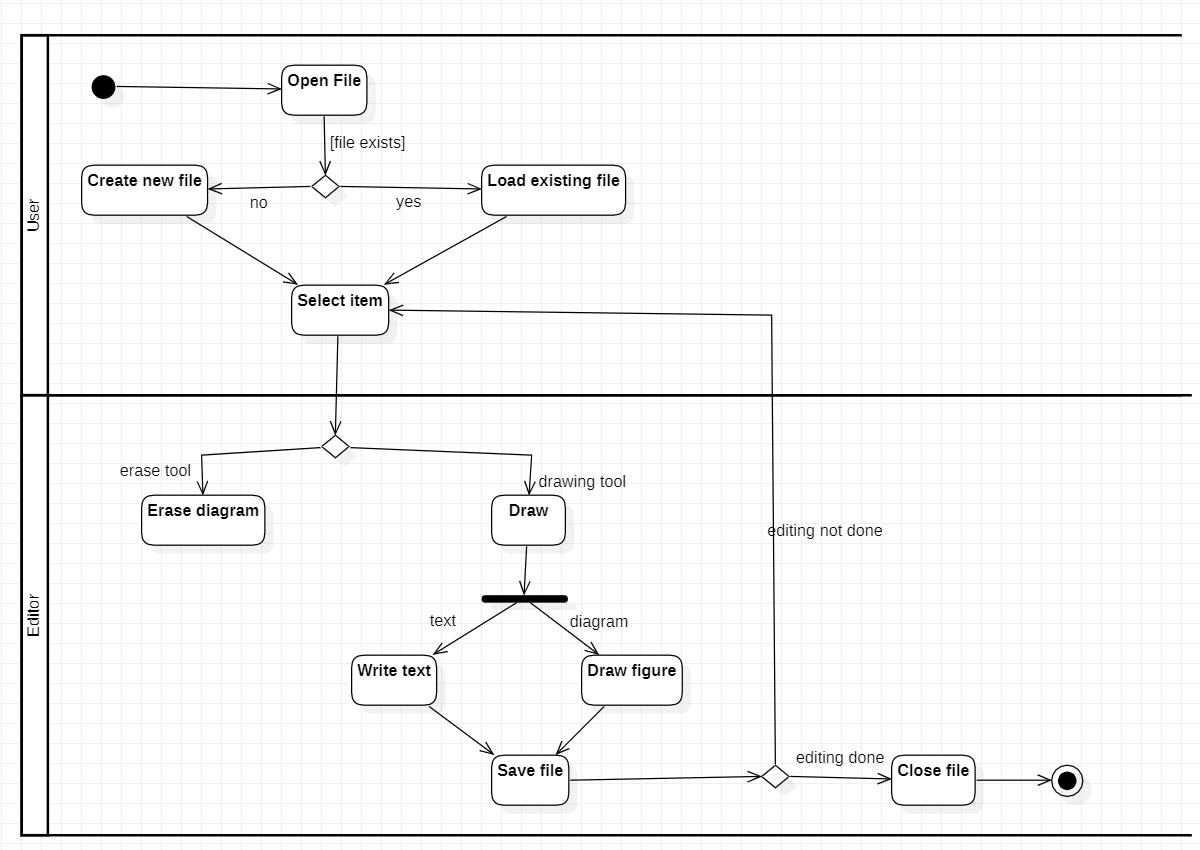 User
Open File
[file exists]
Create new file
Load existing file
no
yes
Select item
Editor
erase tool
drawing tool
Erase diagram
Draw
editing not done
text
diagram
Write text
Draw figure
Save file
editing done
Close file